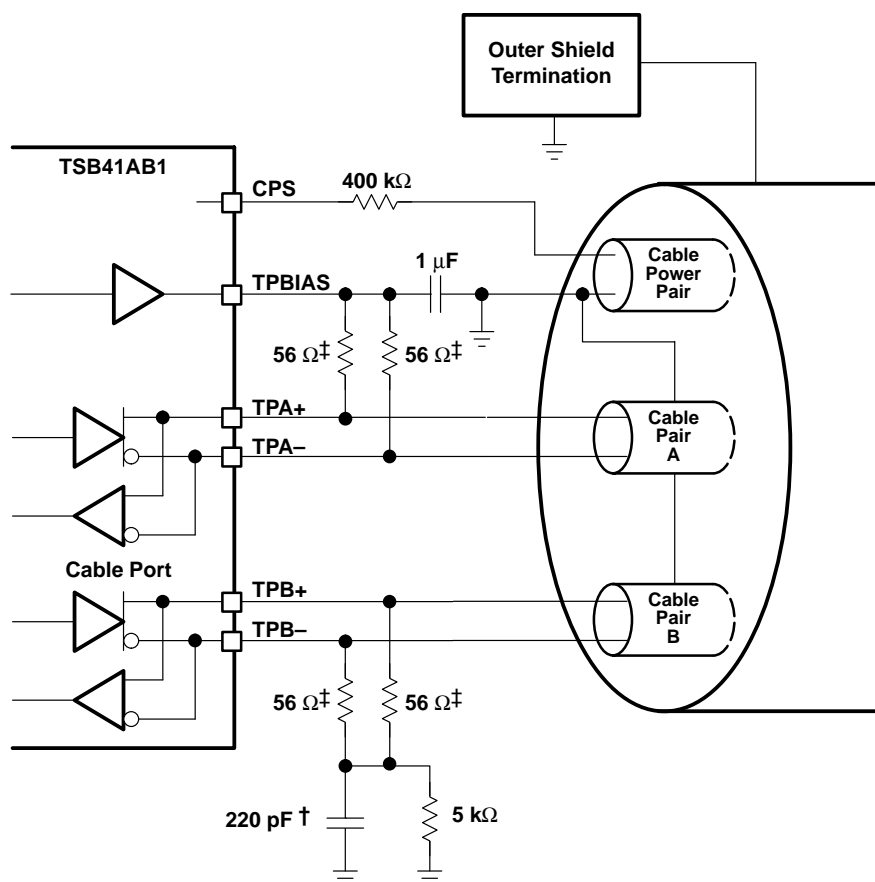 Outer Shield
Termination
TSB41AB1
CPS
400 kΩ
Cable
Power
Pair
1 μF
TPBIAS
56 Ω‡
56 Ω‡
TPA+
TPA–
Cable
Pair
A
Cable Port
TPB+
TPB–
Cable
Pair
B
56 Ω‡
56 Ω‡
220 pF †
5 kΩ